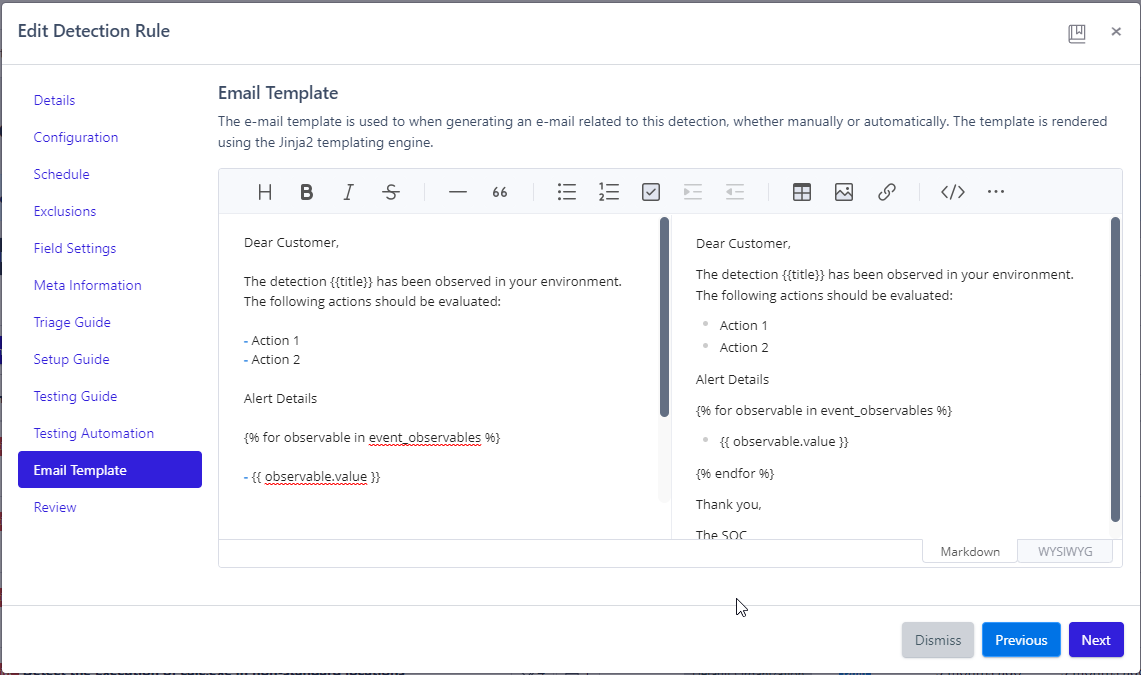 Edit Detection Rule
Details
Configuration
Schedule
Exclusions
Field Settings
Meta Information
Triage Guide
Setup Guide
Testing Guide
Testing Automation
Email Template
Review
Email Template
The e-mail template is used to when generating an e-mail related to this detection, whether manually or automatically. The template is rendered
using the Jinja2 templating engine.
Dear Customer,
The detection {{title}} has been observed in your environment.
The following actions should be evaluated:
- Action 1
- Action 2
Alert Details
{% for observable in event_observables %}
- {{ observable.value }}
Dear Customer,
The detection {{title}} has been observed in your environment.
The following actions should be evaluated:
Action 1
Action 2
Alert Details
{% for observable in event_observables %}
{{ observable.value }}
{% endfor %}
Thank you,
The SOC
Markdown
WYSIWYG
Dismiss
Previous
Next